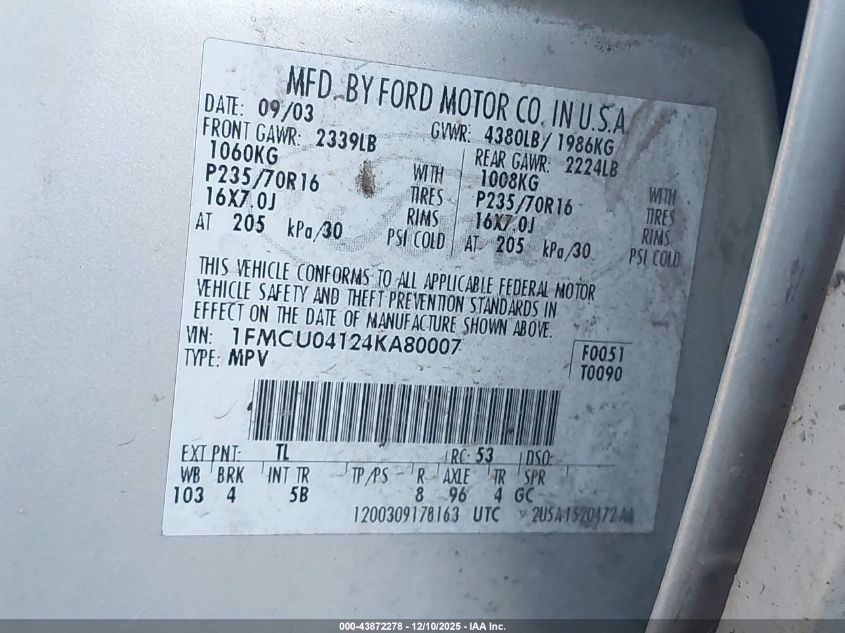 MFD. BY FORD MOTOR CO. IN U.S.A.
DATE: 09/03 GVWR: 4380LB/ 1986KG
FRONT GAWR: 2339LB REAR GAWR: 2224LB
1060KG WITH 1008KG WITH
P235/70R16 TIRES P235/70R16 TIRES
16X7.0J RIMS 16X7.0J RIMS
AT 205 kPa/30 PSI COLD AT 205 kPa/30 PSI COLD
THIS VEHICLE CONFORMS TO ALL APPLICABLE FEDERAL MOTOR
VEHICLE SAFETY AND THEFT PREVENTION STANDARDS IN
EFFECT ON THE DATE OF MANUFACTURE SHOWN ABOVE.
VIN: 1FMCU04124KA80007 F0051
TYPE: MPV T0090
EXT PNT: TL RC: 53 DSO:
WB BRK INT TR TP/PS R AXLE TR SPR
103 4 5B 8 96 4 GC
1200309178163 UTC 2USA1520472AA
000-43872278 - 12/10/2025 - IAA Inc.